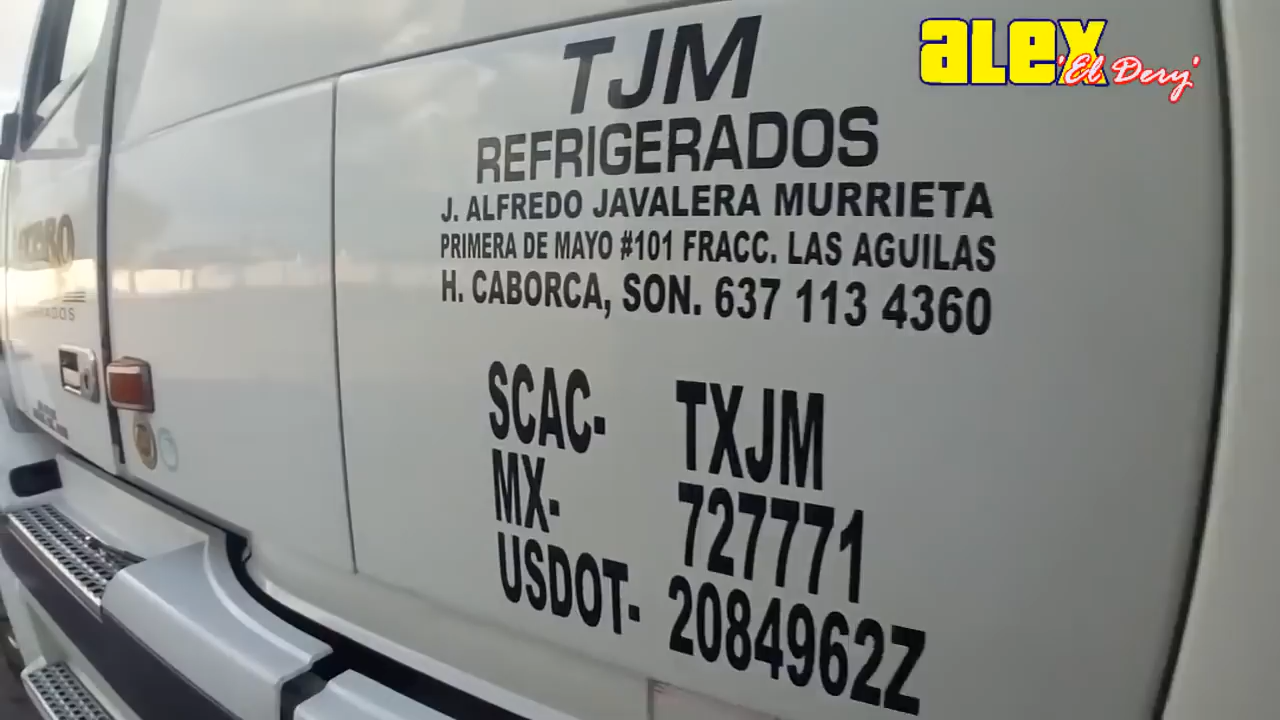 ALEX
'El Dery'
TJM
REFRIGERADOS
J. ALFREDO JAVALERA MURRIETA
PRIMERA DE MAYO #101 FRACC. LAS AGUILAS
H. CABORCA, SON. 637 113 4360
SCAC- TXJM
MX- 727771
USDOT- 2084962Z